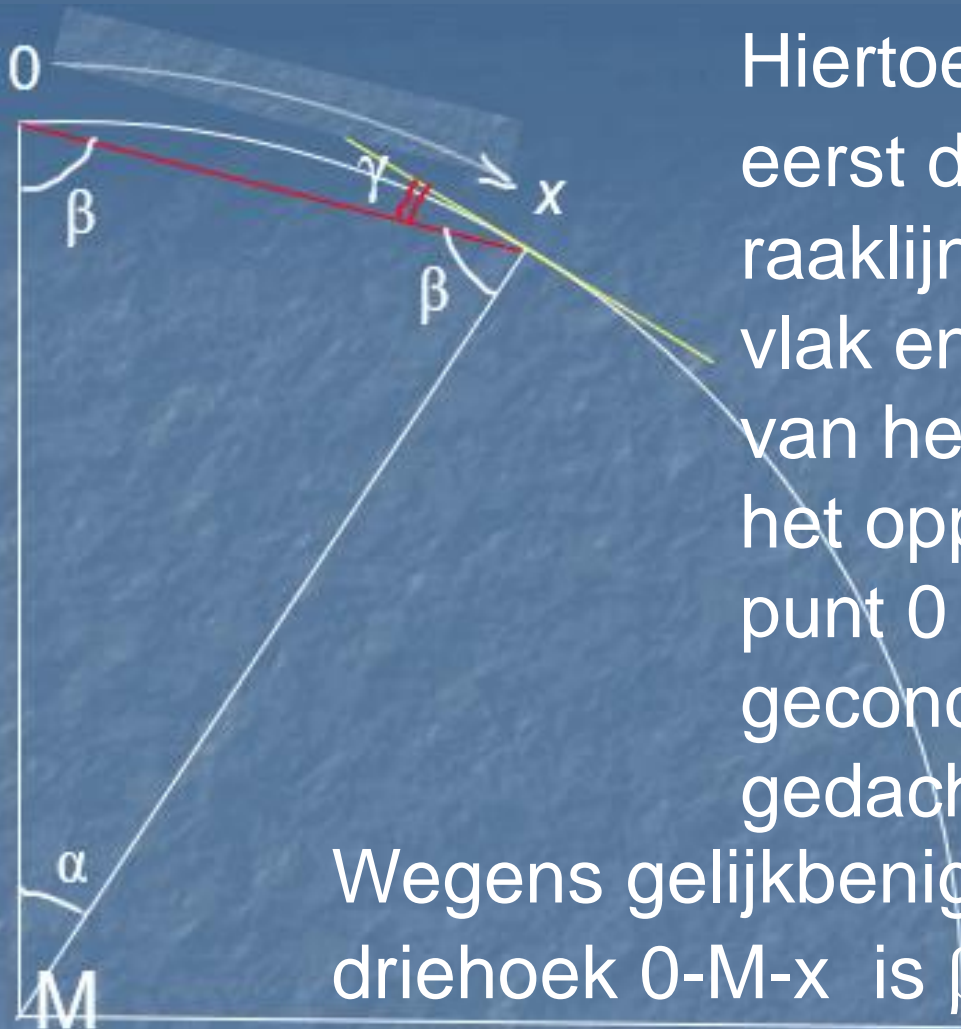 0
Hiertoe
eerst d
γ
x
β
raaklijn
β
vlak en
van he
het opp
punt 0
gecond
gedach
α
Wegens gelijkbenig
M
driehoek 0-M-x is β